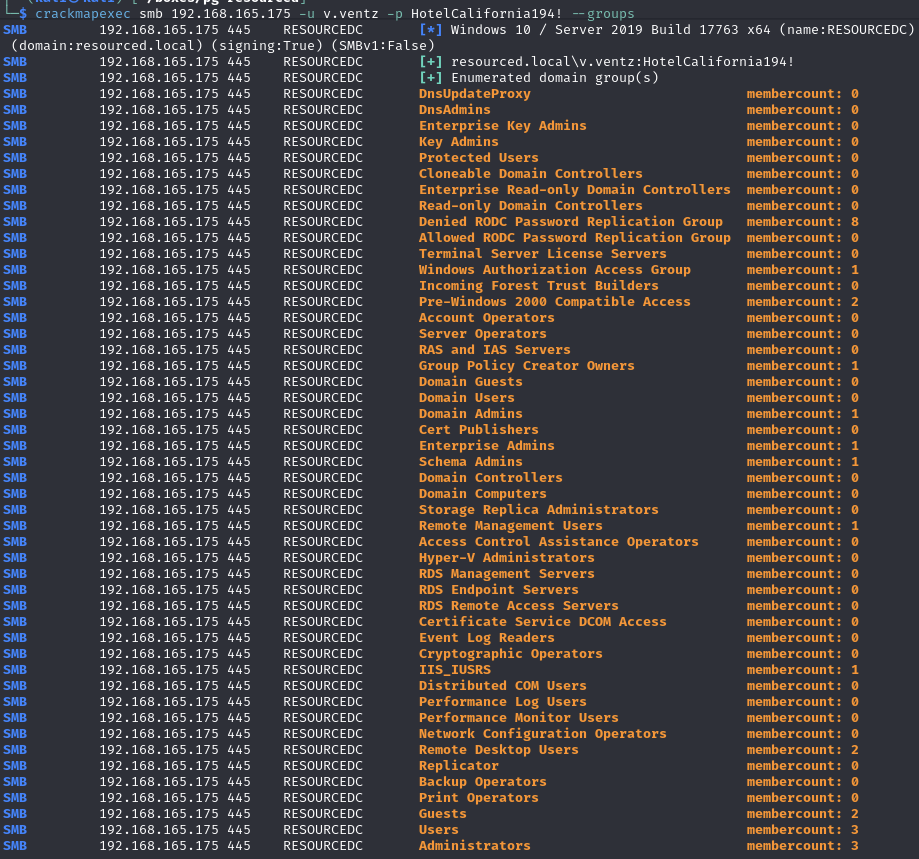 └─$ crackmapexec smb 192.168.165.175 -u v.ventz -p HotelCalifornia194! --groups
SMB 192.168.165.175 445 RESOURCEDC [*] Windows 10 / Server 2019 Build 17763 x64 (name:RESOURCEDC)
(domain:resourced.local) (signing:True) (SMBv1:False)
SMB 192.168.165.175 445 RESOURCEDC [+] resourced.local\v.ventz:HotelCalifornia194!
SMB 192.168.165.175 445 RESOURCEDC [+] Enumerated domain group(s)
SMB 192.168.165.175 445 RESOURCEDC DnsUpdateProxy membercount: 0
SMB 192.168.165.175 445 RESOURCEDC DnsAdmins membercount: 0
SMB 192.168.165.175 445 RESOURCEDC Enterprise Key Admins membercount: 0
SMB 192.168.165.175 445 RESOURCEDC Key Admins membercount: 0
SMB 192.168.165.175 445 RESOURCEDC Protected Users membercount: 0
SMB 192.168.165.175 445 RESOURCEDC Cloneable Domain Controllers membercount: 0
SMB 192.168.165.175 445 RESOURCEDC Enterprise Read-only Domain Controllers membercount: 0
SMB 192.168.165.175 445 RESOURCEDC Read-only Domain Controllers membercount: 0
SMB 192.168.165.175 445 RESOURCEDC Denied RODC Password Replication Group membercount: 8
SMB 192.168.165.175 445 RESOURCEDC Allowed RODC Password Replication Group membercount: 0
SMB 192.168.165.175 445 RESOURCEDC Terminal Server License Servers membercount: 0
SMB 192.168.165.175 445 RESOURCEDC Windows Authorization Access Group membercount: 1
SMB 192.168.165.175 445 RESOURCEDC Incoming Forest Trust Builders membercount: 0
SMB 192.168.165.175 445 RESOURCEDC Pre-Windows 2000 Compatible Access membercount: 2
SMB 192.168.165.175 445 RESOURCEDC Account Operators membercount: 0
SMB 192.168.165.175 445 RESOURCEDC Server Operators membercount: 0
SMB 192.168.165.175 445 RESOURCEDC RAS and IAS Servers membercount: 0
SMB 192.168.165.175 445 RESOURCEDC Group Policy Creator Owners membercount: 1
SMB 192.168.165.175 445 RESOURCEDC Domain Guests membercount: 0
SMB 192.168.165.175 445 RESOURCEDC Domain Users membercount: 0
SMB 192.168.165.175 445 RESOURCEDC Domain Admins membercount: 1
SMB 192.168.165.175 445 RESOURCEDC Cert Publishers membercount: 0
SMB 192.168.165.175 445 RESOURCEDC Enterprise Admins membercount: 1
SMB 192.168.165.175 445 RESOURCEDC Schema Admins membercount: 1
SMB 192.168.165.175 445 RESOURCEDC Domain Controllers membercount: 0
SMB 192.168.165.175 445 RESOURCEDC Domain Computers membercount: 0
SMB 192.168.165.175 445 RESOURCEDC Storage Replica Administrators membercount: 0
SMB 192.168.165.175 445 RESOURCEDC Remote Management Users membercount: 1
SMB 192.168.165.175 445 RESOURCEDC Access Control Assistance Operators membercount: 0
SMB 192.168.165.175 445 RESOURCEDC Hyper-V Administrators membercount: 0
SMB 192.168.165.175 445 RESOURCEDC RDS Management Servers membercount: 0
SMB 192.168.165.175 445 RESOURCEDC RDS Endpoint Servers membercount: 0
SMB 192.168.165.175 445 RESOURCEDC RDS Remote Access Servers membercount: 0
SMB 192.168.165.175 445 RESOURCEDC Certificate Service DCOM Access membercount: 0
SMB 192.168.165.175 445 RESOURCEDC Event Log Readers membercount: 0
SMB 192.168.165.175 445 RESOURCEDC Cryptographic Operators membercount: 0
SMB 192.168.165.175 445 RESOURCEDC IIS_IUSRS membercount: 1
SMB 192.168.165.175 445 RESOURCEDC Distributed COM Users membercount: 0
SMB 192.168.165.175 445 RESOURCEDC Performance Log Users membercount: 0
SMB 192.168.165.175 445 RESOURCEDC Performance Monitor Users membercount: 0
SMB 192.168.165.175 445 RESOURCEDC Network Configuration Operators membercount: 0
SMB 192.168.165.175 445 RESOURCEDC Remote Desktop Users membercount: 2
SMB 192.168.165.175 445 RESOURCEDC Replicator membercount: 0
SMB 192.168.165.175 445 RESOURCEDC Backup Operators membercount: 0
SMB 192.168.165.175 445 RESOURCEDC Print Operators membercount: 0
SMB 192.168.165.175 445 RESOURCEDC Guests membercount: 2
SMB 192.168.165.175 445 RESOURCEDC Users membercount: 3
SMB 192.168.165.175 445 RESOURCEDC Administrators membercount: 3